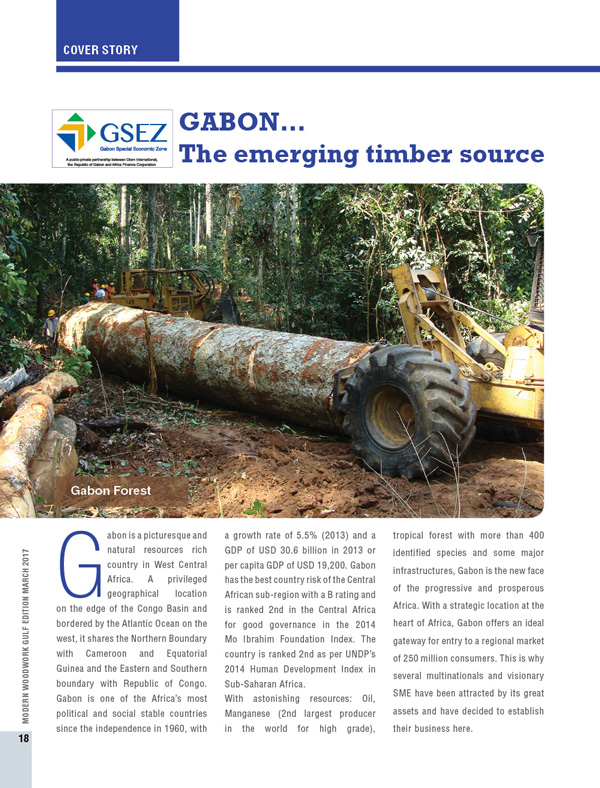 COVER STORY
GSEZ
Gabon Special Economic Zone
A public-private partnership between Olam International,
the Republic of Gabon and Africa Finance Corporation
GABON...
The emerging timber source
Gabon Forest
Gabon is a picturesque and
natural resources rich
country in West Central
Africa. A privileged
geographical location
on the edge of the Congo Basin and
bordered by the Atlantic Ocean on the
west, it shares the Northern Boundary
with Cameroon and Equatorial
Guinea and the Eastern and Southern
boundary with Republic of Congo.
Gabon is one of the Africa's most
political and social stable countries
since the independence in 1960, with
a growth rate of 5.5% (2013) and a
GDP of USD 30.6 billion in 2013 or
per capita GDP of USD 19,200. Gabon
has the best country risk of the Central
African sub-region with a B rating and
is ranked 2nd in the Central Africa
for good governance in the 2014
Mo Ibrahim Foundation Index. The
country is ranked 2nd as per UNDP's
2014 Human Development Index in
Sub-Saharan Africa.
With astonishing resources: Oil,
Manganese (2nd largest producer
in the world for high grade),
tropical forest with more than 400
identified species and some major
infrastructures, Gabon is the new face
of the progressive and prosperous
Africa. With a strategic location at the
heart of Africa, Gabon offers an ideal
gateway for entry to a regional market
of 250 million consumers. This is why
several multinationals and visionary
SME have been attracted by its great
assets and have decided to establish
their business here.
MODERN WOODWORK GULF EDITION MARCH 2017
18